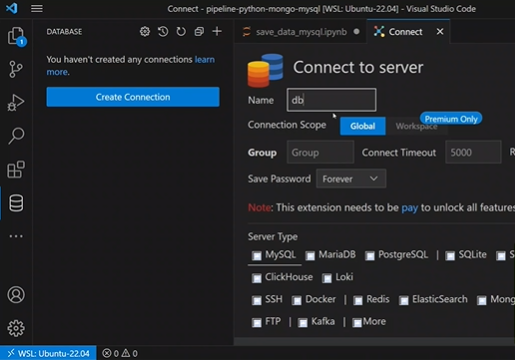 Connect - pipeline-python-mongo-mysql [WSL: Ubuntu-22.04] - Visual Studio Code
1
DATABASE
save_data_mysql.ipynb
Connect
You haven't created any connections learn more.
Create Connection
Connect to server
Name
db
Connection Scope
Global
Workspace
Premium Only
Group
Group
Connect Timeout
5000
R
Save Password
Forever
Note: This extension needs to be pay to unlock all features
Server Type
MySQL MariaDB PostgreSQL | SQLite S
ClickHouse Loki
SSH Docker | Redis ElasticSearch Mong
FTP | Kafka | More
WSL: Ubuntu-22.04
0 0